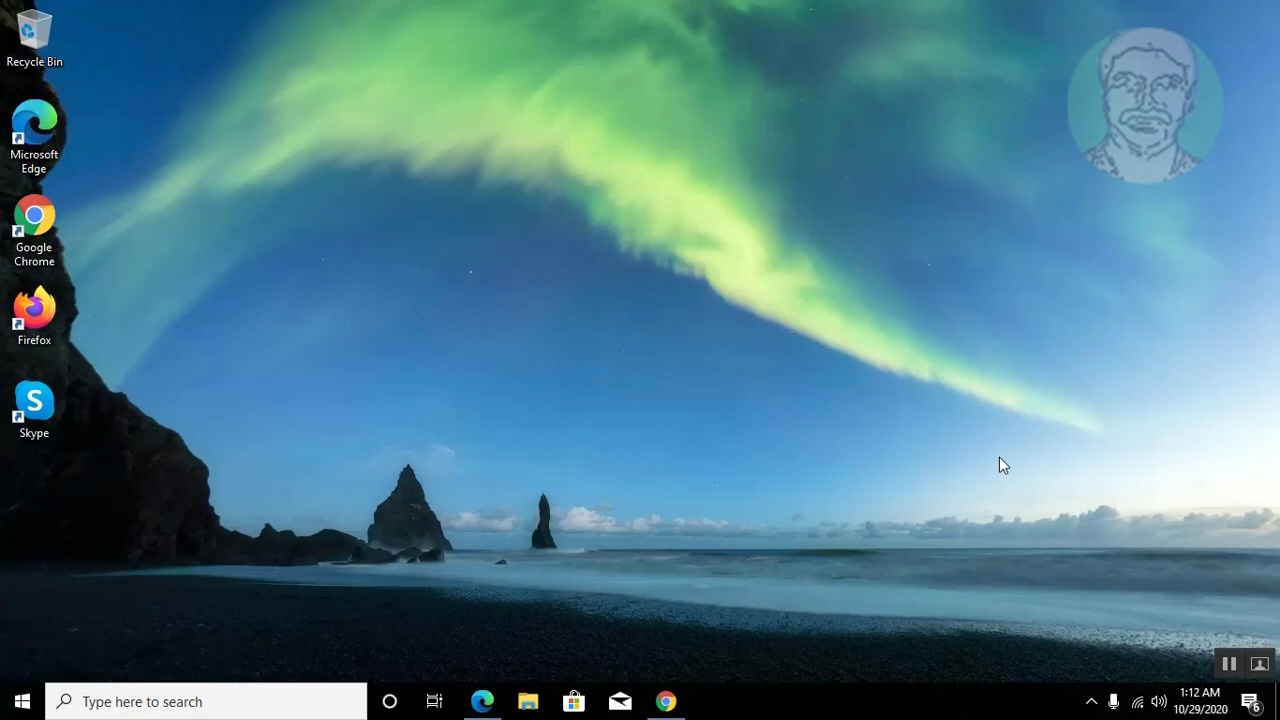 Recycle Bin
Microsoft
Edge
Google
Chrome
Firefox
S
Skype
Type here to search
1:12 AM
10/29/2020
6